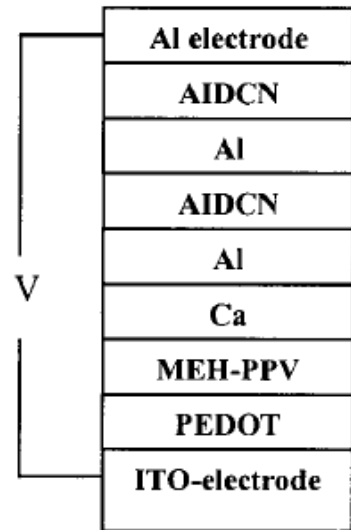 Al electrode
AIDCN
Al
AIDCN
Al
V
Ca
MEH-PPV
PEDOT
ITO-electrode